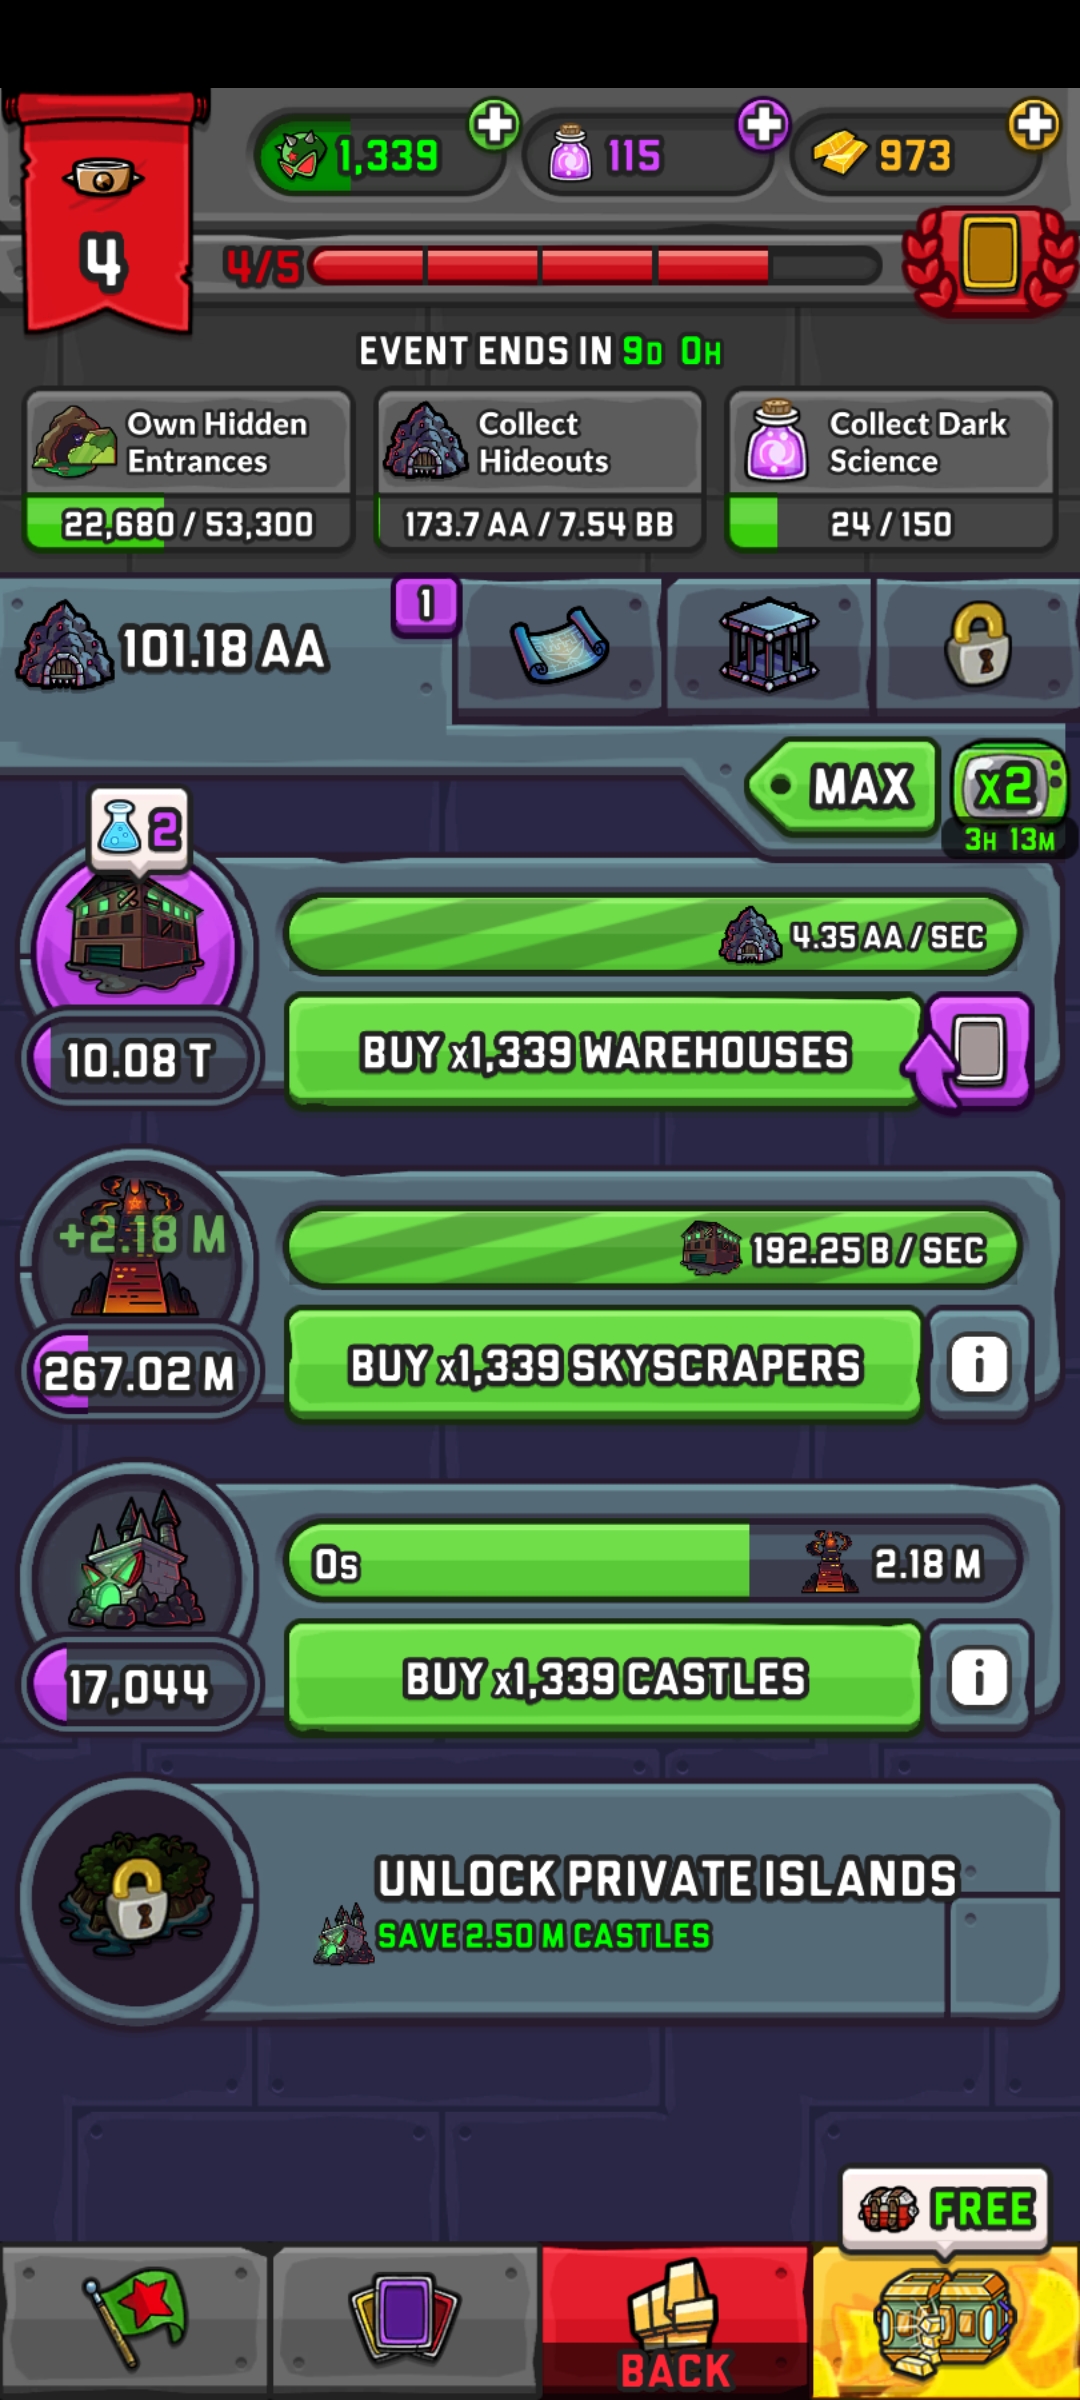 1,339
115
973
4
4/5
EVENT ENDS IN 9D 0H
Own Hidden
Entrances
22,680 / 53,300
Collect
Hideouts
173.7 AA / 7.54 BB
Collect Dark
Science
24 / 150
101.18 AA
1
MAX
x2
3H 13M
2
4.35 AA / SEC
10.08 T
BUY x1,339 WAREHOUSES
+2.18 M
192.25 B / SEC
267.02 M
BUY x1,339 SKYSCRAPERS
i
0s
2.18 M
17,044
BUY x1,339 CASTLES
i
UNLOCK PRIVATE ISLANDS
SAVE 2.50 M CASTLES
FREE
BACK